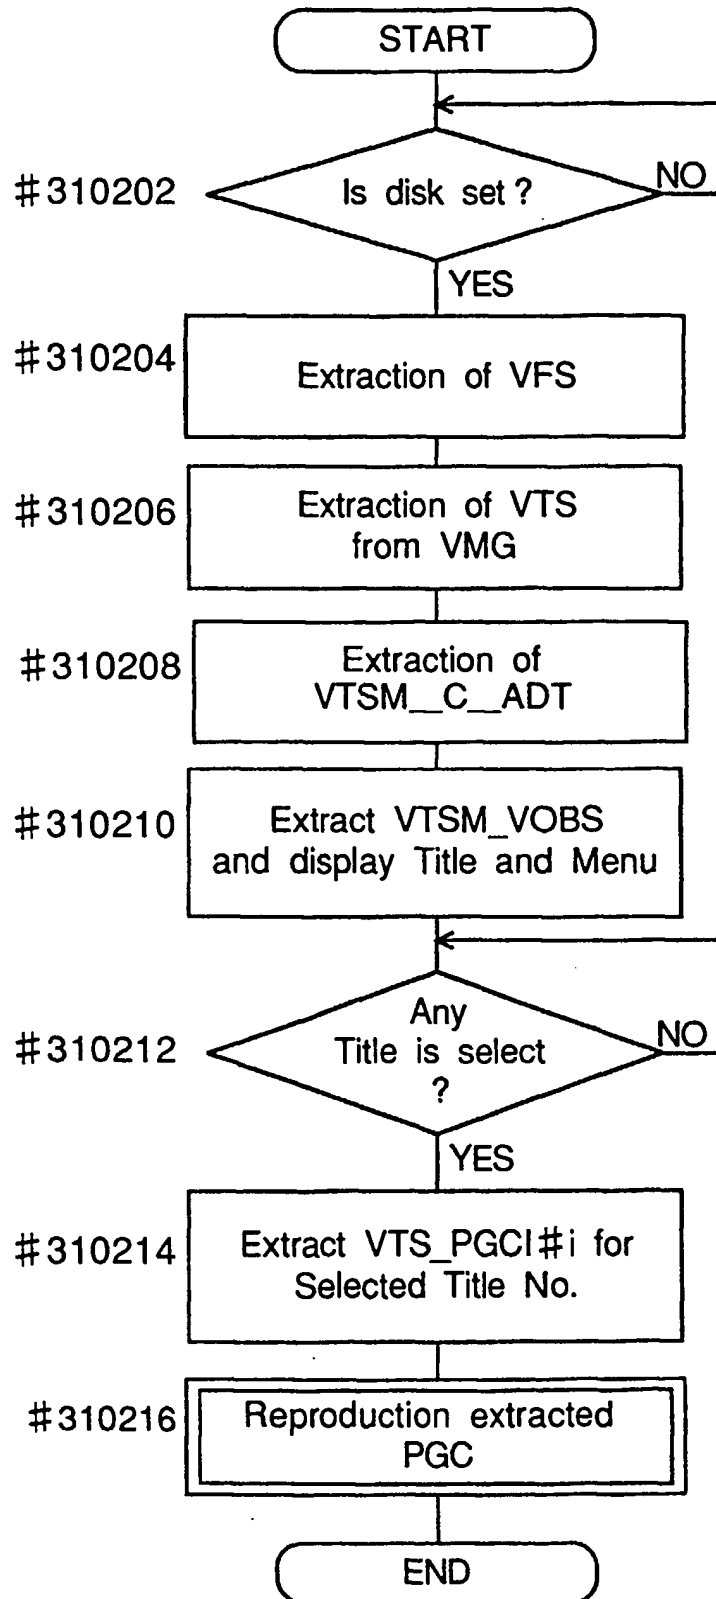 START
#310202
Is disk set ?
NO
YES
#310204
Extraction of VFS
#310206
Extraction of VTS
from VMG
#310208
Extraction of
VTSM__C__ADT
#310210
Extract VTSM_VOBS
and display Title and Menu
#310212
Any
Title is select
?
NO
YES
#310214
Extract VTS_PGCI#i for
Selected Title No.
#310216
Reproduction extracted
PGC
END